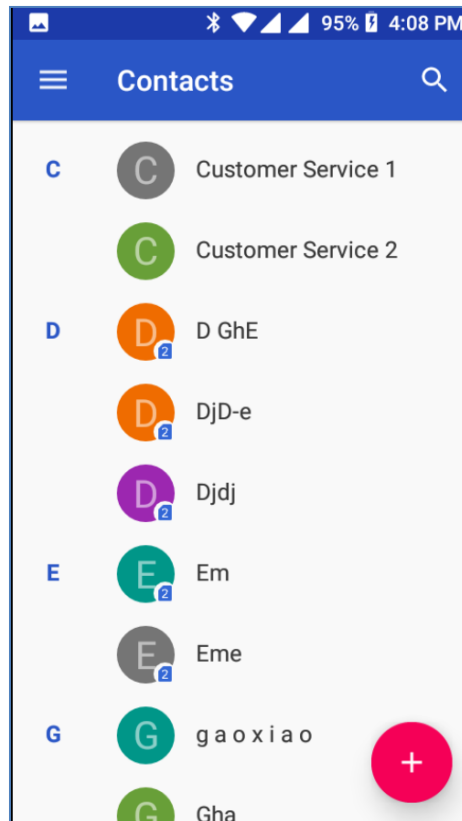 95% 4:08 PM
Contacts
C C Customer Service 1
C Customer Service 2
D D 2 D GhE
D 2 DjD-e
D 2 Djdj
E E 2 Em
E 2 Eme
G G g a o x i a o
G Gha